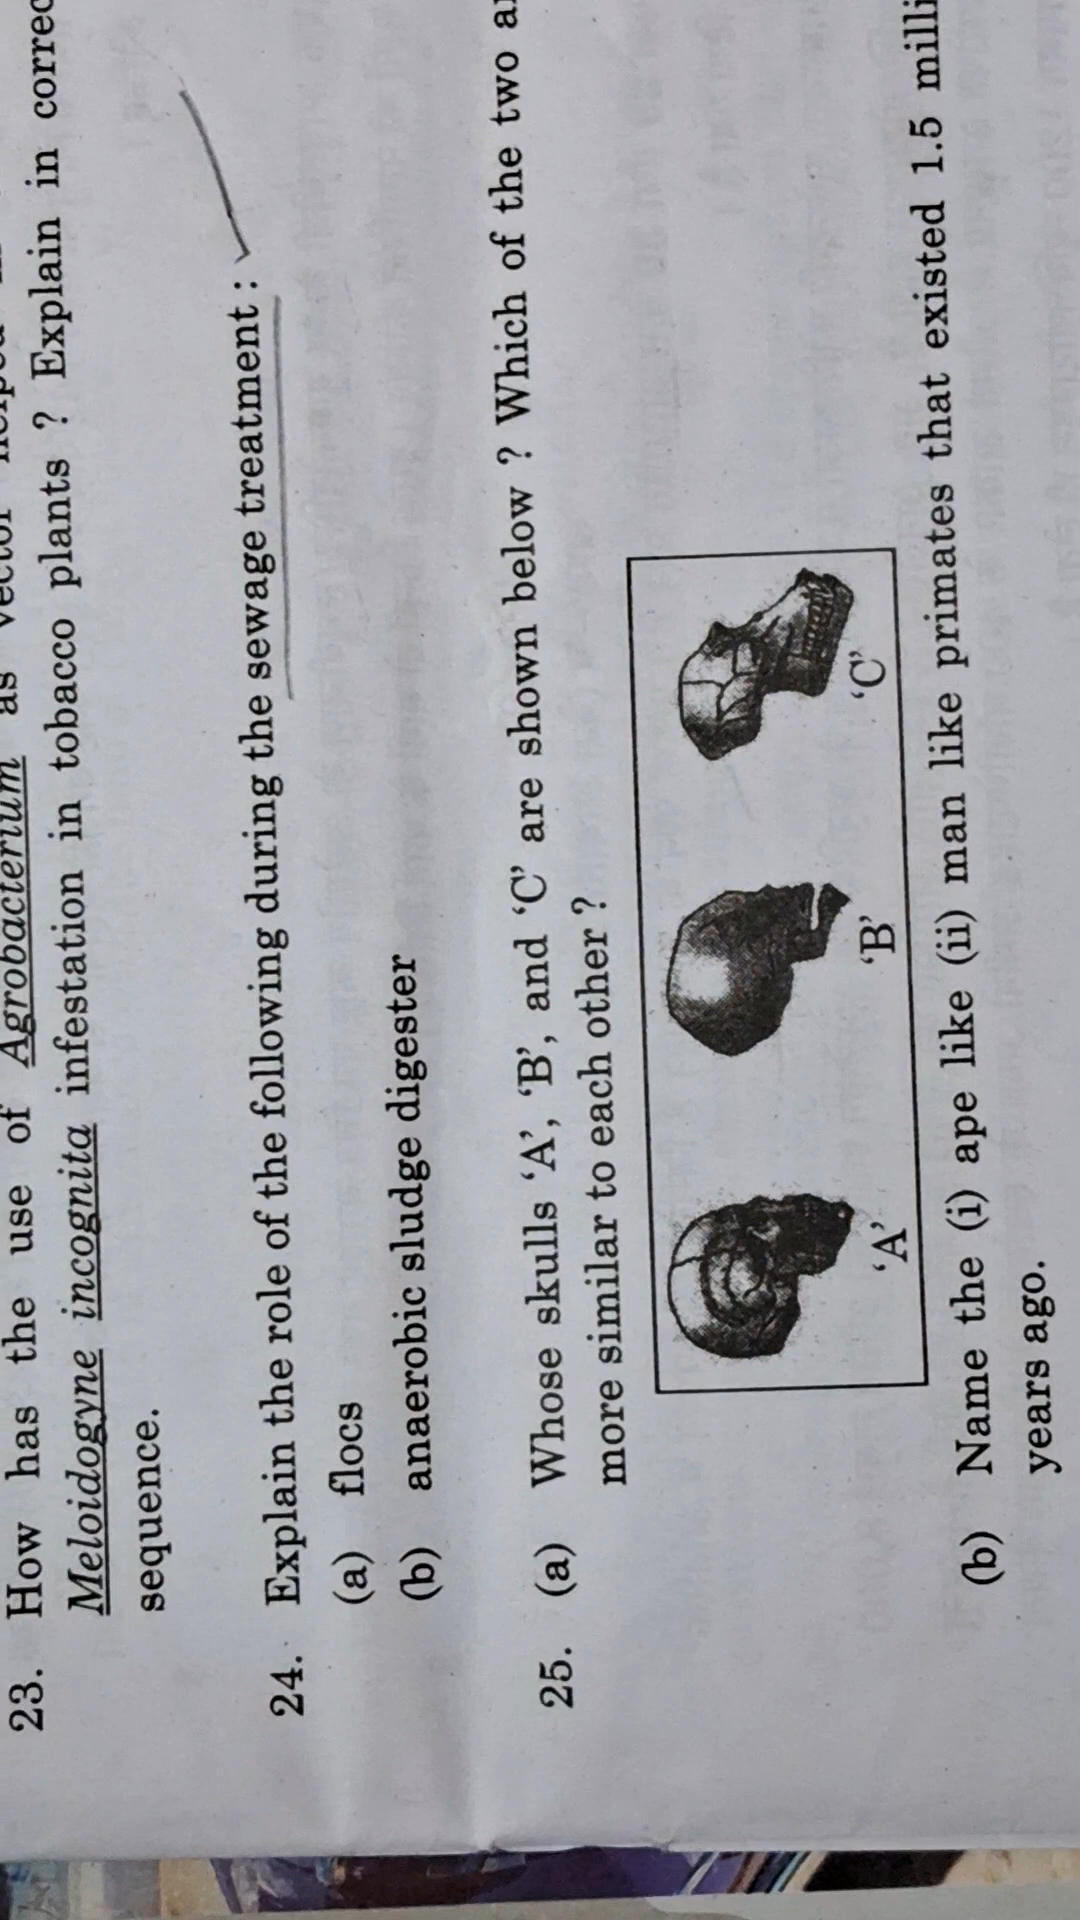 23. How has the use of Agrobacterium as vector helped
Meloidogyne incognita infestation in tobacco plants ? Explain in
sequence.
24. Explain the role of the following during the sewage treatment :
(a) flocs
(b) anaerobic sludge digester
25. (a) Whose skulls ‘A’, ‘B’, and ‘C’ are shown below ? Which of the two
more similar to each other ?
‘A’ ‘B’ ‘C’
(b) Name the (i) ape like (ii) man like primates that existed 1.5
years ago.